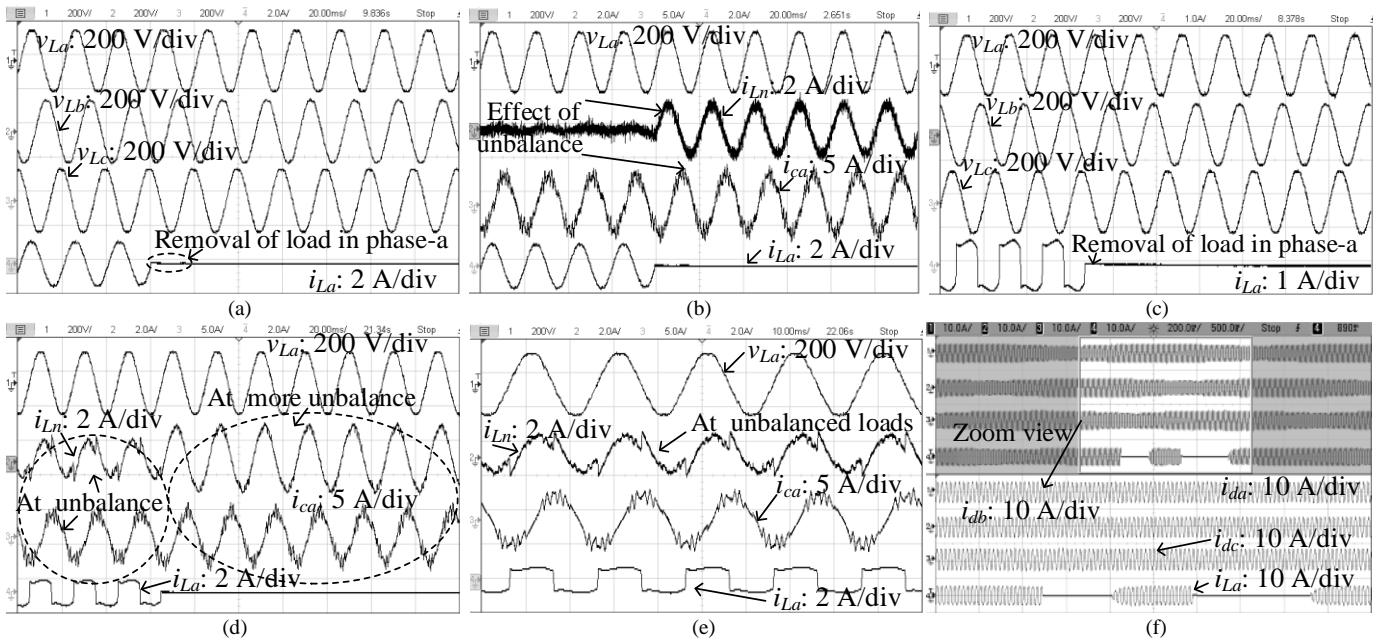 1 200V/ 2 200V/ 3 200V/ 4 2.0A/ 20.00ms/ 9.836s Stop
vLa: 200 V/div
vLb: 200 V/div
vLc: 200 V/div
Removal of load in phase-a
iLa: 2 A/div
(a)
1 200V/ 2 2.0A/ 3 5.0A/ 4 2.0A/ 20.00ms/ 2.651s Stop
vLa: 200 V/div
iLn: 2 A/div
Effect of
unbalance
ica: 5 A/div
iLa: 2 A/div
(b)
1 200V/ 2 200V/ 3 200V/ 4 1.0A/ 20.00ms/ 8.378s Stop
vLa: 200 V/div
vLb: 200 V/div
vLc: 200 V/div
Removal of load in phase-a
iLa: 1 A/div
(c)
1 200V/ 2 2.0A/ 3 5.0A/ 4 2.0A/ 20.00ms/ 21.34s Stop
vLa: 200 V/div
At more unbalance
iLn: 2 A/div
At unbalance
ica: 5 A/div
iLa: 2 A/div
(d)
1 200V/ 2 2.0A/ 3 5.0A/ 4 2.0A/ 10.00ms/ 22.06s Stop
vLa: 200 V/div
iLn: 2 A/div
At unbalanced loads
ica: 5 A/div
iLa: 2 A/div
(e)
1 10.0A/ 2 10.0A/ 3 10.0A/ 4 10.0A/ 200.0s/ 500.0s/ Stop 4
Zoom view
ida: 10 A/div
idb: 10 A/div
idc: 10 A/div
iLa: 10 A/div
(f)